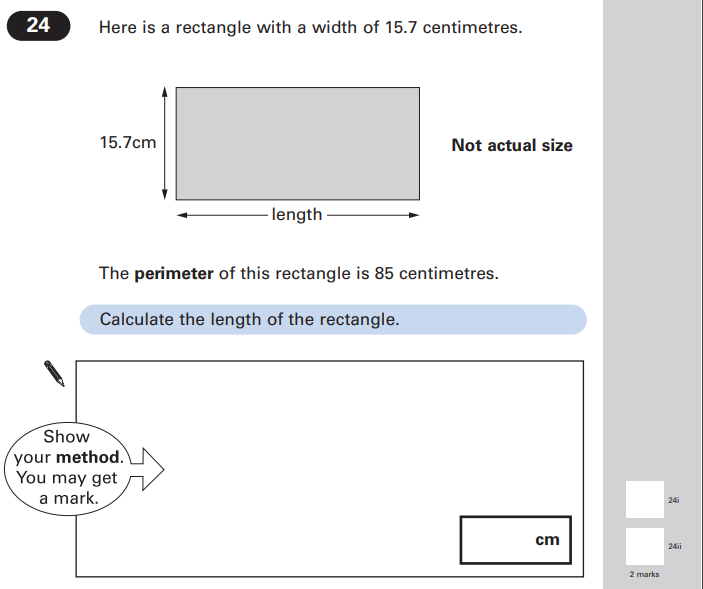 24
Here is a rectangle with a width of 15.7 centimetres.
15.7cm
Not actual size
length
The perimeter of this rectangle is 85 centimetres.
Calculate the length of the rectangle.
Show
your method.
You may get
a mark.
cm
24i
24ii
2 marks